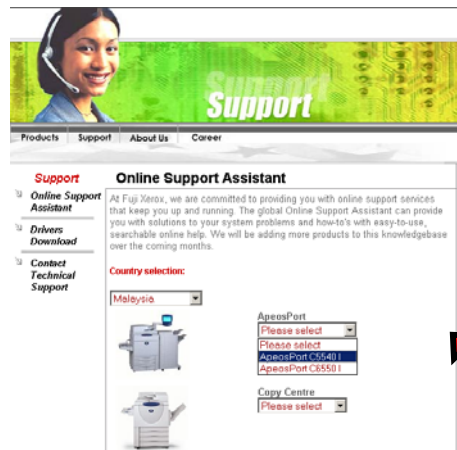 Support
Support
Products Support About Us Career
Support
Online Support Assistant
Online Support
Assistant
Drivers
Download
Contact
Technical
Support
At Fuji Xerox, we are committed to providing you with online support services
that keep you up and running. The global Online Support Assistant can provide
you with solutions to your system problems and how-to's with easy-to-use,
searchable online help. We will be adding more products to this knowledgebase
over the coming months.
Country selection:
Malaysia
ApeosPort
Please select
Please select
ApeosPort C5540 I
ApeosPort C6550 I
Copy Centre
Please select